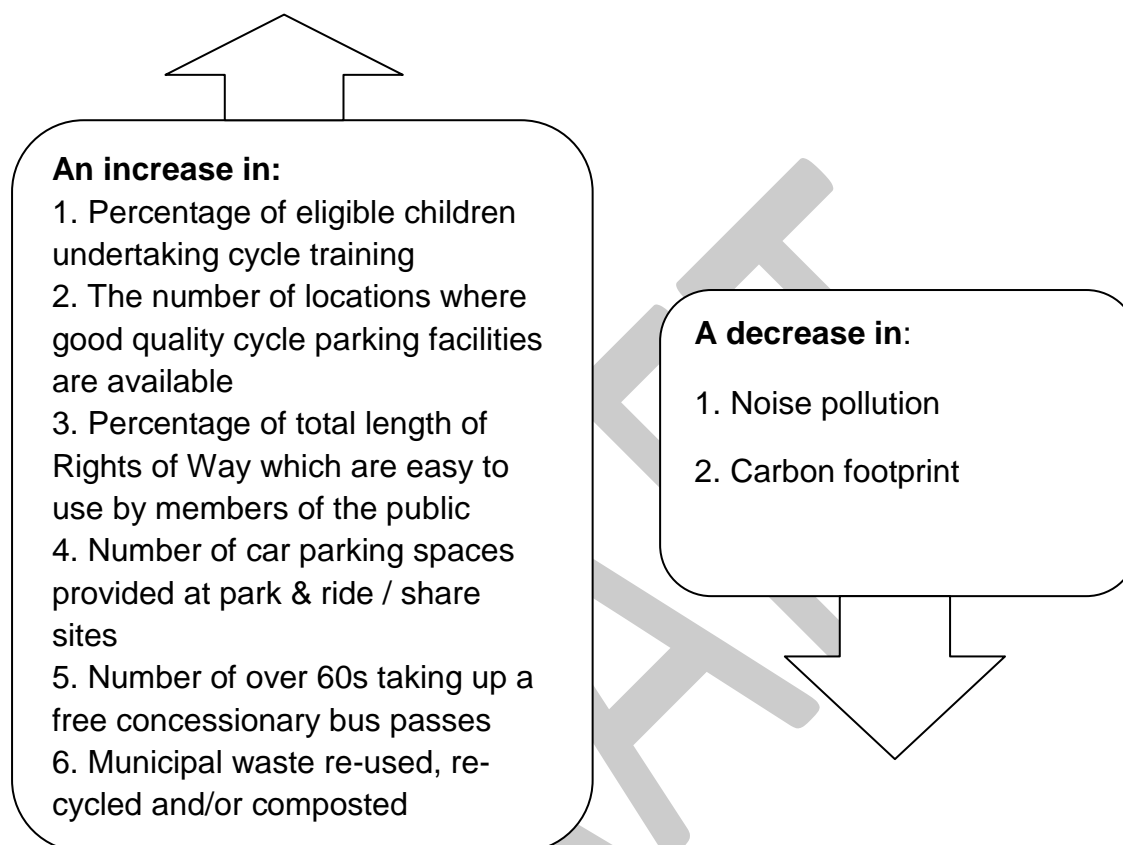 An increase in:
1. Percentage of eligible children
undertaking cycle training
2. The number of locations where
good quality cycle parking facilities
are available
3. Percentage of total length of
Rights of Way which are easy to
use by members of the public
4. Number of car parking spaces
provided at park & ride / share
sites
5. Number of over 60s taking up a
free concessionary bus passes
6. Municipal waste re-used, re-
cycled and/or composted
A decrease in:
1. Noise pollution
2. Carbon footprint